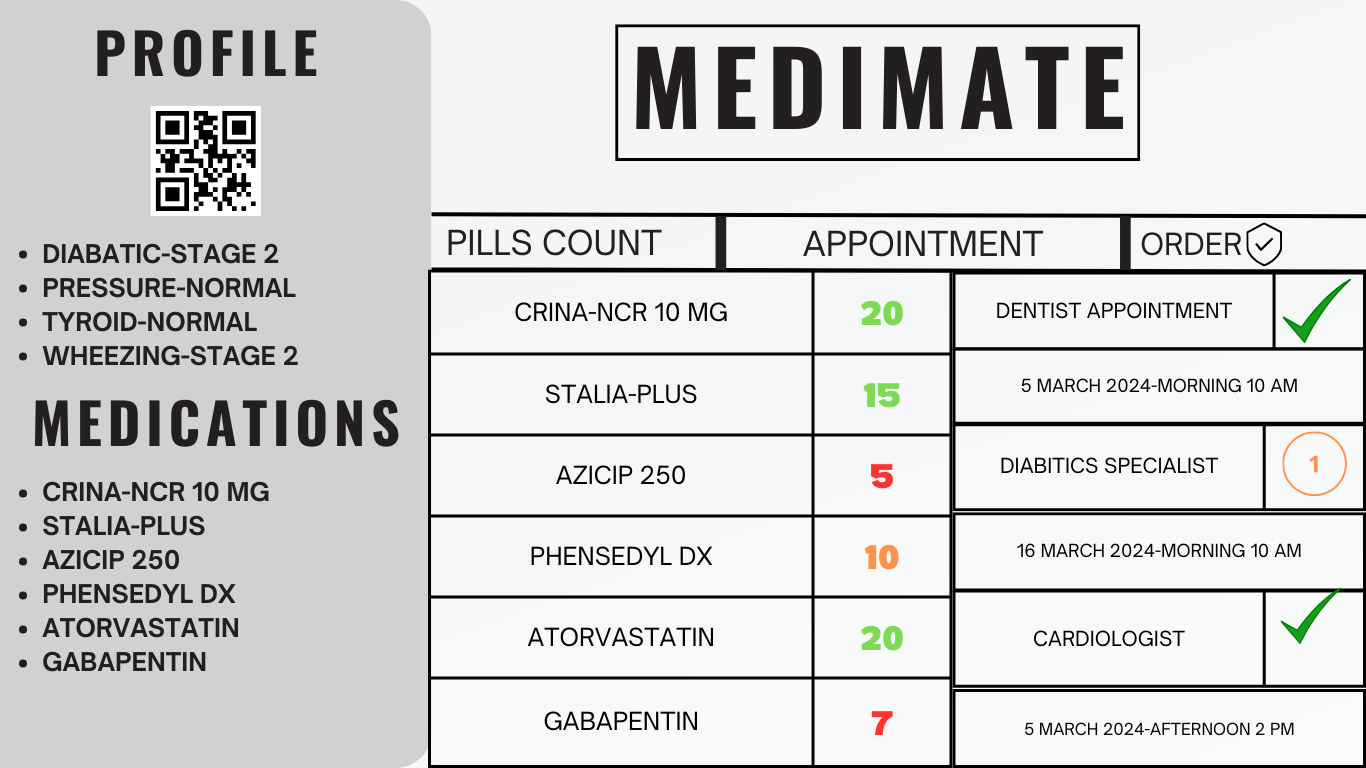 PROFILE
DIABATIC-STAGE 2
PRESSURE-NORMAL
TYROID-NORMAL
WHEEZING-STAGE 2
MEDICATIONS
CRINA-NCR 10 MG
STALIA-PLUS
AZICIP 250
PHENSEDYL DX
ATORVASTATIN
GABAPENTIN
MEDIMATE
PILLS COUNT
APPOINTMENT
ORDER
CRINA-NCR 10 MG 20
STALIA-PLUS 15
AZICIP 250 5
PHENSEDYL DX 10
ATORVASTATIN 20
GABAPENTIN 7
DENTIST APPOINTMENT
5 MARCH 2024-MORNING 10 AM
DIABITICS SPECIALIST 1
16 MARCH 2024-MORNING 10 AM
CARDIOLOGIST
5 MARCH 2024-AFTERNOON 2 PM